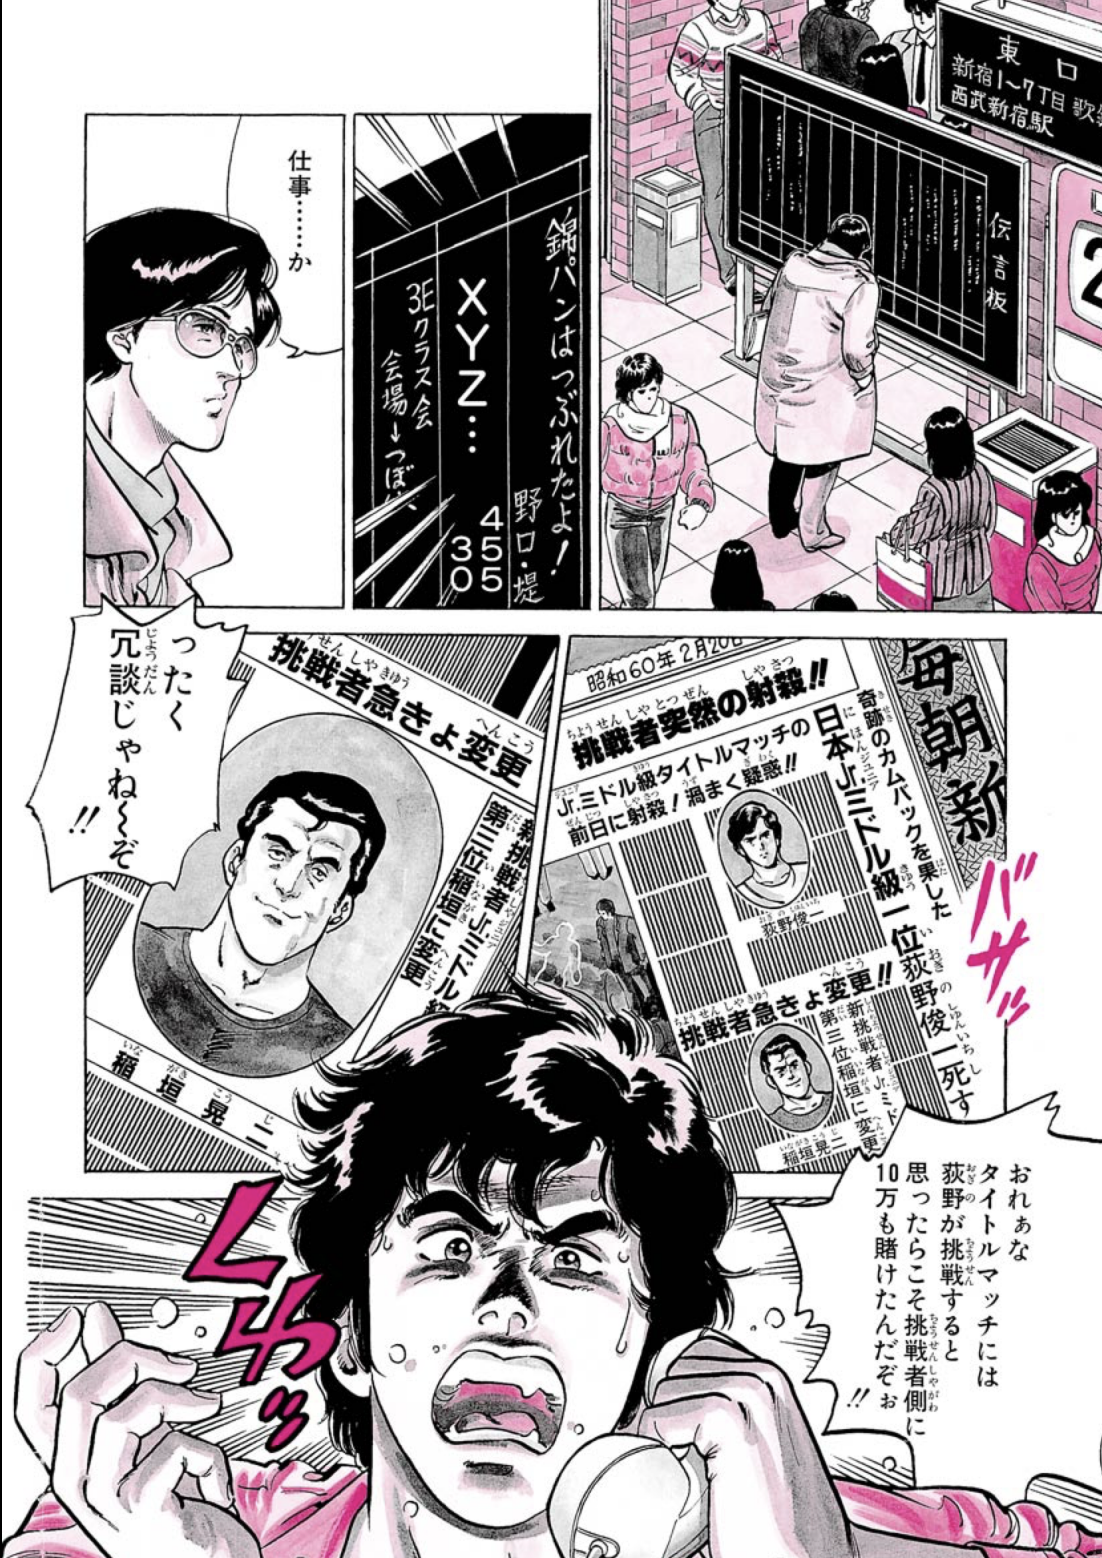 東口
新宿1〜7丁目 歌舞
西武新宿駅
伝言板
2
錦パンはつぶれたよ！
野口・堤
XYZ…
455
30
3Eクラス会
会場→つぼ
仕事……か
毎朝新
昭和60年2月20日
挑戦者突然の射殺!!
Jr.ミドル級タイトルマッチの
前日に射殺！渦まく疑惑!!
奇跡のカムバックを果した
日本Jr.ミドル級一位荻野俊一死す
荻野俊一
挑戦者急きょ変更!!
新挑戦者Jr.ミド
第三位稲垣に変更
稲垣晃二
バサッ
挑戦者急きょ変更
新挑戦者Jr.ミドル級
第三位稲垣に変更
稲垣晃二
ったく
冗談じゃね〜ぞ
!!
おれぁな
タイトルマッチには
荻野が挑戦すると
思ったらこそ挑戦者側に
10万も賭けたんだぞぉ
!!
くしゃッ